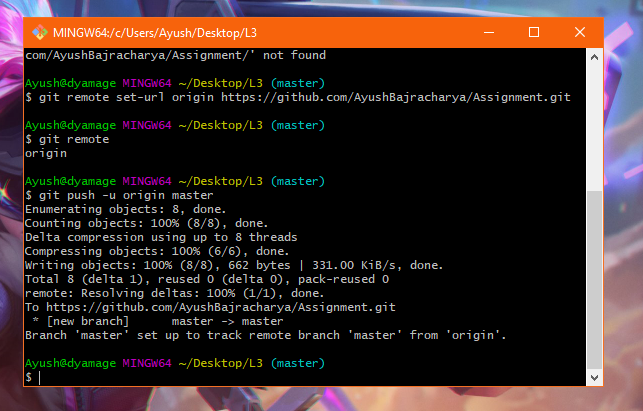 MINGW64:/c/Users/Ayush/Desktop/L3
com/AyushBajracharya/Assignment/' not found
Ayush@dyamage MINGW64 ~/Desktop/L3 (master)
$ git remote set-url origin https://github.com/AyushBajracharya/Assignment.git
Ayush@dyamage MINGW64 ~/Desktop/L3 (master)
$ git remote
origin
Ayush@dyamage MINGW64 ~/Desktop/L3 (master)
$ git push -u origin master
Enumerating objects: 8, done.
Counting objects: 100% (8/8), done.
Delta compression using up to 8 threads
Compressing objects: 100% (6/6), done.
Writing objects: 100% (8/8), 662 bytes | 331.00 KiB/s, done.
Total 8 (delta 1), reused 0 (delta 0), pack-reused 0
remote: Resolving deltas: 100% (1/1), done.
To https://github.com/AyushBajracharya/Assignment.git
 * [new branch]      master -> master
Branch 'master' set up to track remote branch 'master' from 'origin'.
Ayush@dyamage MINGW64 ~/Desktop/L3 (master)
$